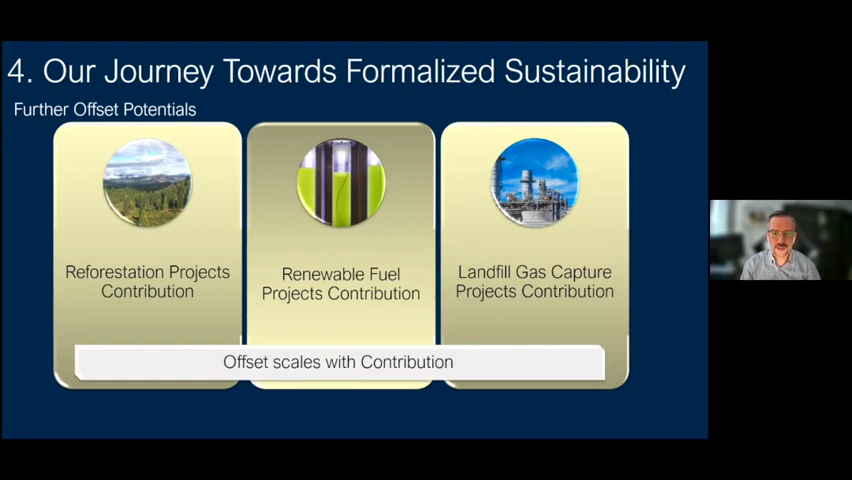 4. Our Journey Towards Formalized Sustainability
Further Offset Potentials
Reforestation Projects
Contribution
Renewable Fuel
Projects Contribution
Landfill Gas Capture
Projects Contribution
Offset scales with Contribution